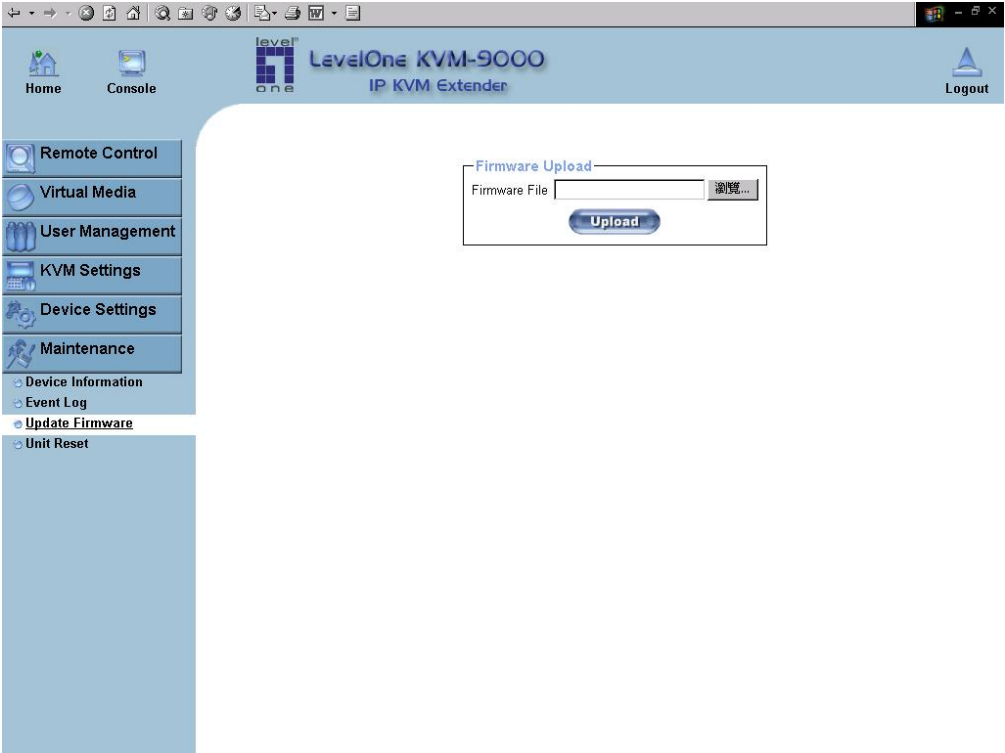 level
one
LevelOne KVM-9000
IP KVM Extender
Home
Console
Logout
Remote Control
Virtual Media
User Management
KVM Settings
Device Settings
Maintenance
Device Information
Event Log
Update Firmware
Unit Reset
Firmware Upload
Firmware File
瀏覽...
Upload